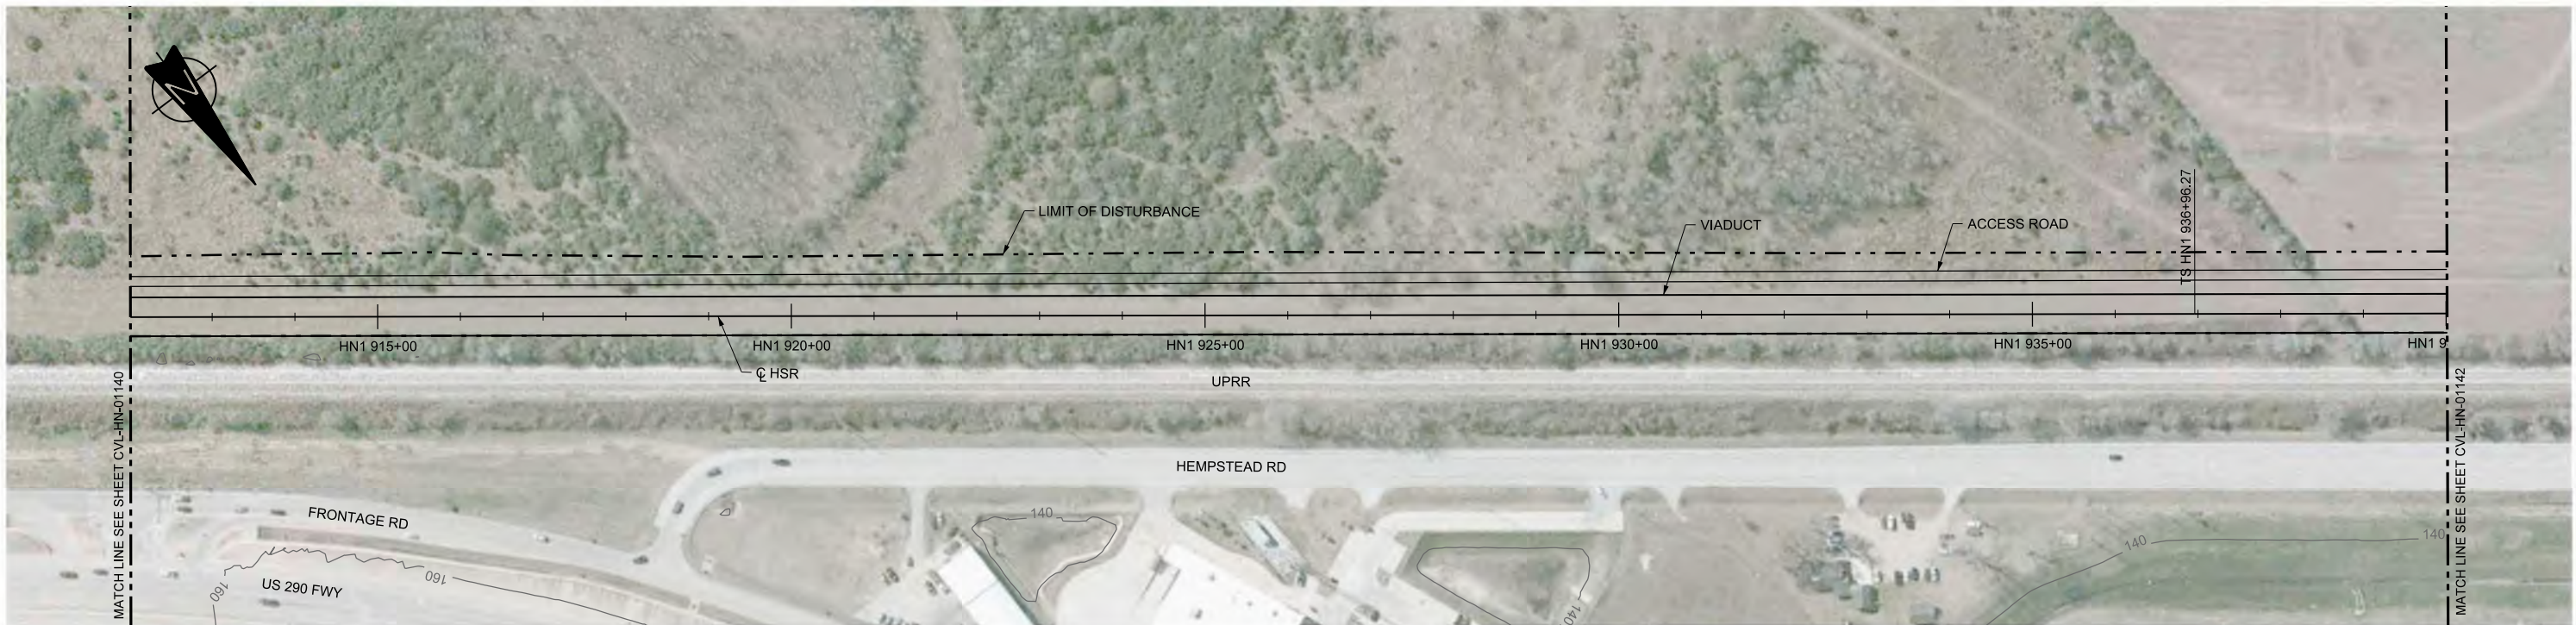 N
LIMIT OF DISTURBANCE
VIADUCT
ACCESS ROAD
TS HN1 936+96.27
HN1 915+00
HN1 920+00
HN1 925+00
HN1 930+00
HN1 935+00
HN1 9
℄ HSR
UPRR
MATCH LINE SEE SHEET CVL-HN-01140
MATCH LINE SEE SHEET CVL-HN-01142
HEMPSTEAD RD
FRONTAGE RD
US 290 FWY
160
160
140
140
140
140